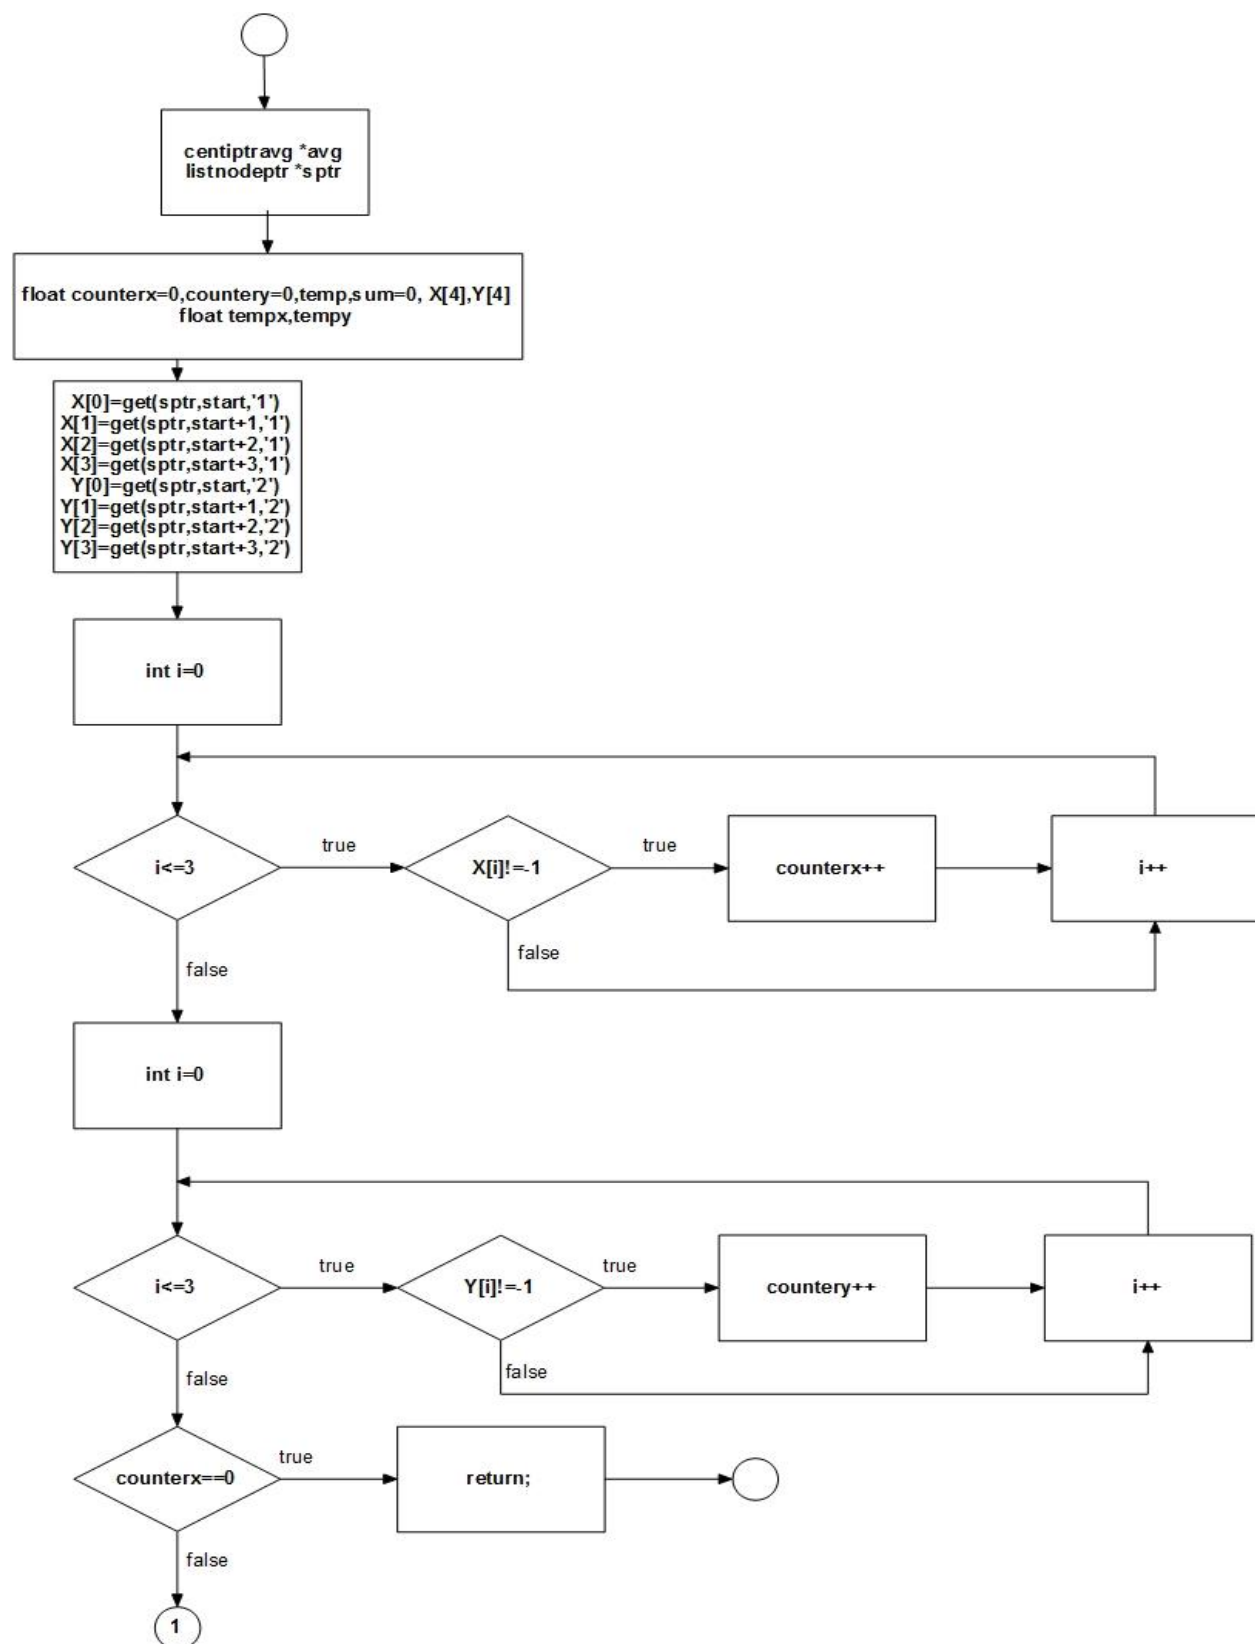 centiptravg *avg
listnodeptr *sptr
float counterx=0,countery=0,temp,sum=0, X[4],Y[4]
float tempx,tempy
X[0]=get(sptr,start,'1')
X[1]=get(sptr,start+1,'1')
X[2]=get(sptr,start+2,'1')
X[3]=get(sptr,start+3,'1')
Y[0]=get(sptr,start,'2')
Y[1]=get(sptr,start+1,'2')
Y[2]=get(sptr,start+2,'2')
Y[3]=get(sptr,start+3,'2')
int i=0
i<=3
true
X[i]!=-1
true
counterx++
i++
false
false
int i=0
i<=3
true
Y[i]!=-1
true
countery++
i++
false
false
counterx==0
true
return;
false
1